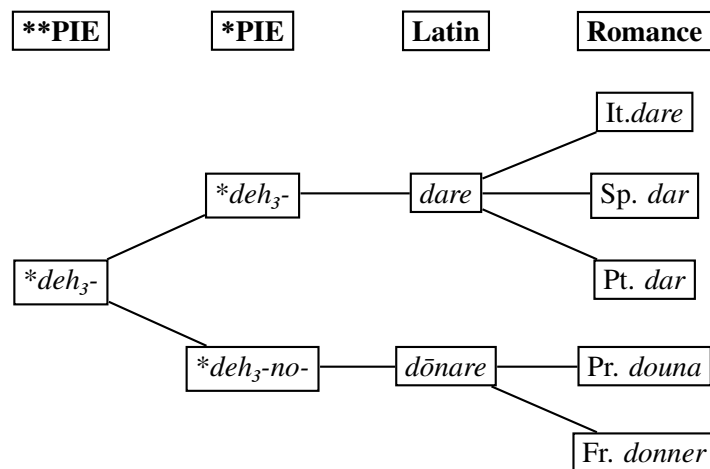 **PIE *PIE Latin Romance
It.dare
*deh₃- dare Sp. dar
*deh₃- Pt. dar
*deh₃-no- dōnare Pr. douna
Fr. donner